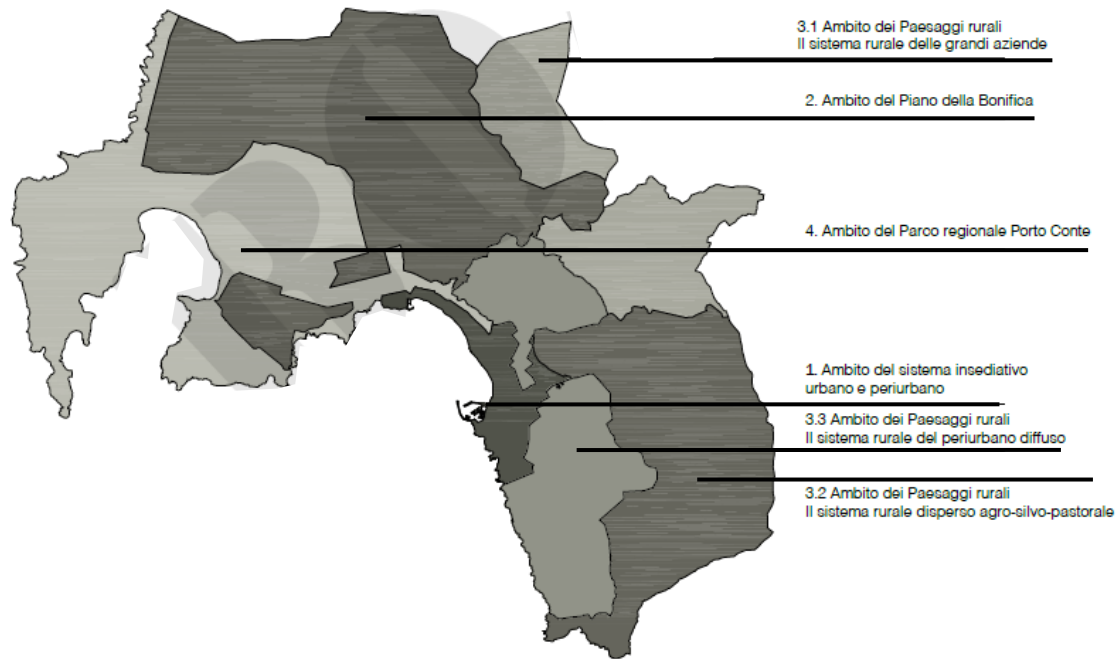 3.1 Ambito dei Paesaggi rurali
Il sistema rurale delle grandi aziende
2. Ambito del Piano della Bonifica
4. Ambito del Parco regionale Porto Conte
1. Ambito del sistema insediativo
urbano e periurbano
3.3 Ambito dei Paesaggi rurali
Il sistema rurale del periurbano diffuso
3.2 Ambito dei Paesaggi rurali
Il sistema rurale disperso agro-silvo-pastorale